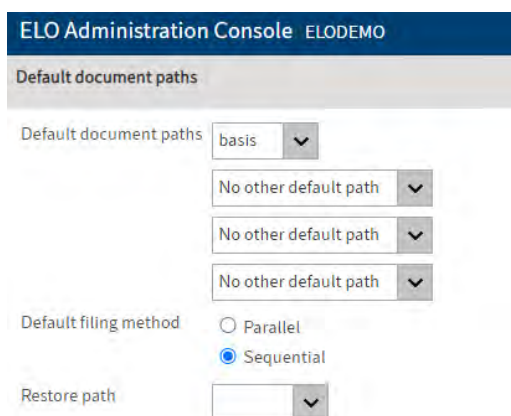 ELO Administration Console ELODEMO
Default document paths
Default document paths basis
No other default path
No other default path
No other default path
Default filing method Parallel
Sequential
Restore path